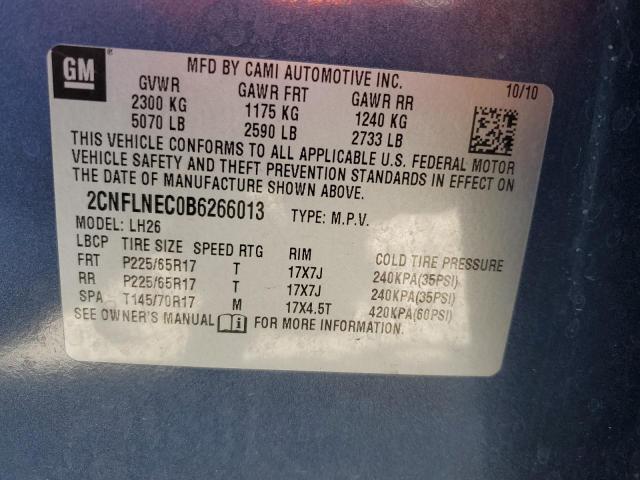 GM
MFD BY CAMI AUTOMOTIVE INC.
10/10
GVWR GAWR FRT GAWR RR
2300 KG 1175 KG 1240 KG
5070 LB 2590 LB 2733 LB
THIS VEHICLE CONFORMS TO ALL APPLICABLE U.S. FEDERAL MOTOR
VEHICLE SAFETY AND THEFT PREVENTION STANDARDS IN EFFECT ON
THE DATE OF MANUFACTURE SHOWN ABOVE.
2CNFLNEC0B6266013 TYPE: M.P.V.
MODEL: LH26
LBCP TIRE SIZE SPEED RTG RIM COLD TIRE PRESSURE
FRT P225/65R17 T 17X7J 240KPA(35PSI)
RR P225/65R17 T 17X7J 240KPA(35PSI)
SPA T145/70R17 M 17X4.5T 420KPA(60PSI)
SEE OWNER'S MANUAL FOR MORE INFORMATION.